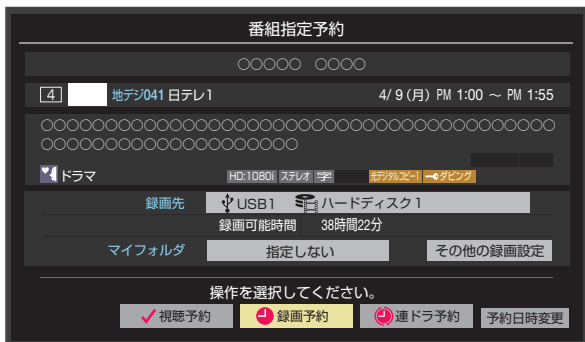 番組指定予約
○○○○○ ○○○○
4 地デジ041 日テレ1 4/ 9(月) PM 1:00 ~ PM 1:55
○○○○○○○○○○○○○○○○○○○○○○○○○○○○○○○○○○○○○○○○
○○○○○○○○○○○○○○○○○○○○
ドラマ HD:1080i ステレオ 字 光デジタルコピー1 ダビング
録画先 USB1 ハードディスク1
録画可能時間 38時間22分
マイフォルダ 指定しない その他の録画設定
操作を選択してください。
視聴予約 録画予約 連ドラ予約 予約日時変更